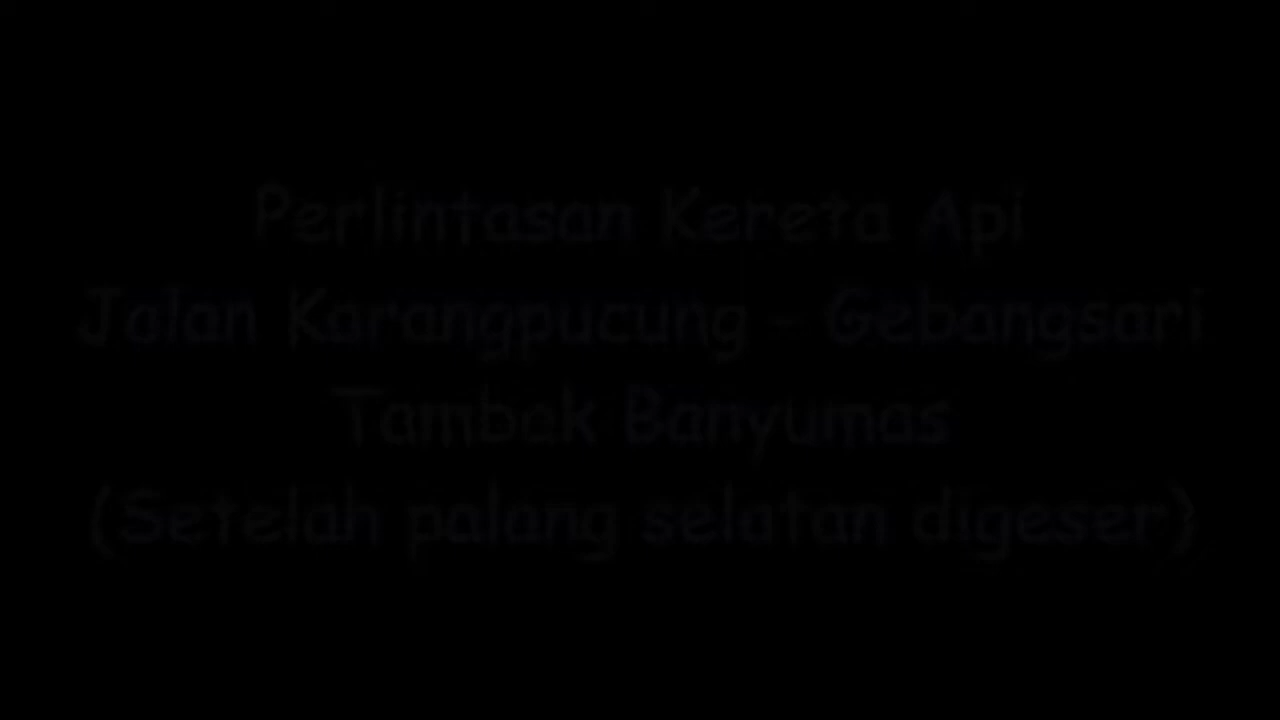 Perlintasan Kereta Api
Jalan Karangpucung - Gebangsari
Tambak Banyumas
(Setelah palang selatan digeser)